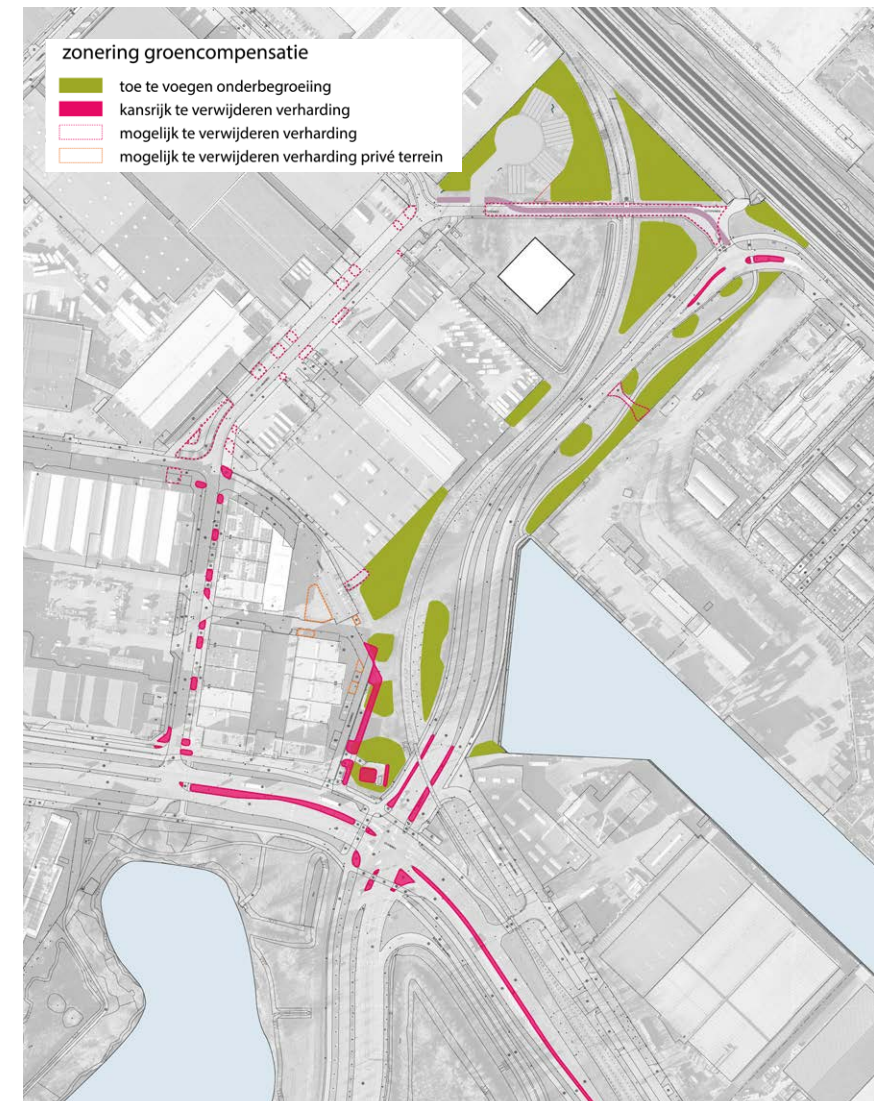 zonering groencompensatie
toe te voegen onderbegroeiing
kansrijk te verwijderen verharding
mogelijk te verwijderen verharding
mogelijk te verwijderen verharding privé terrein